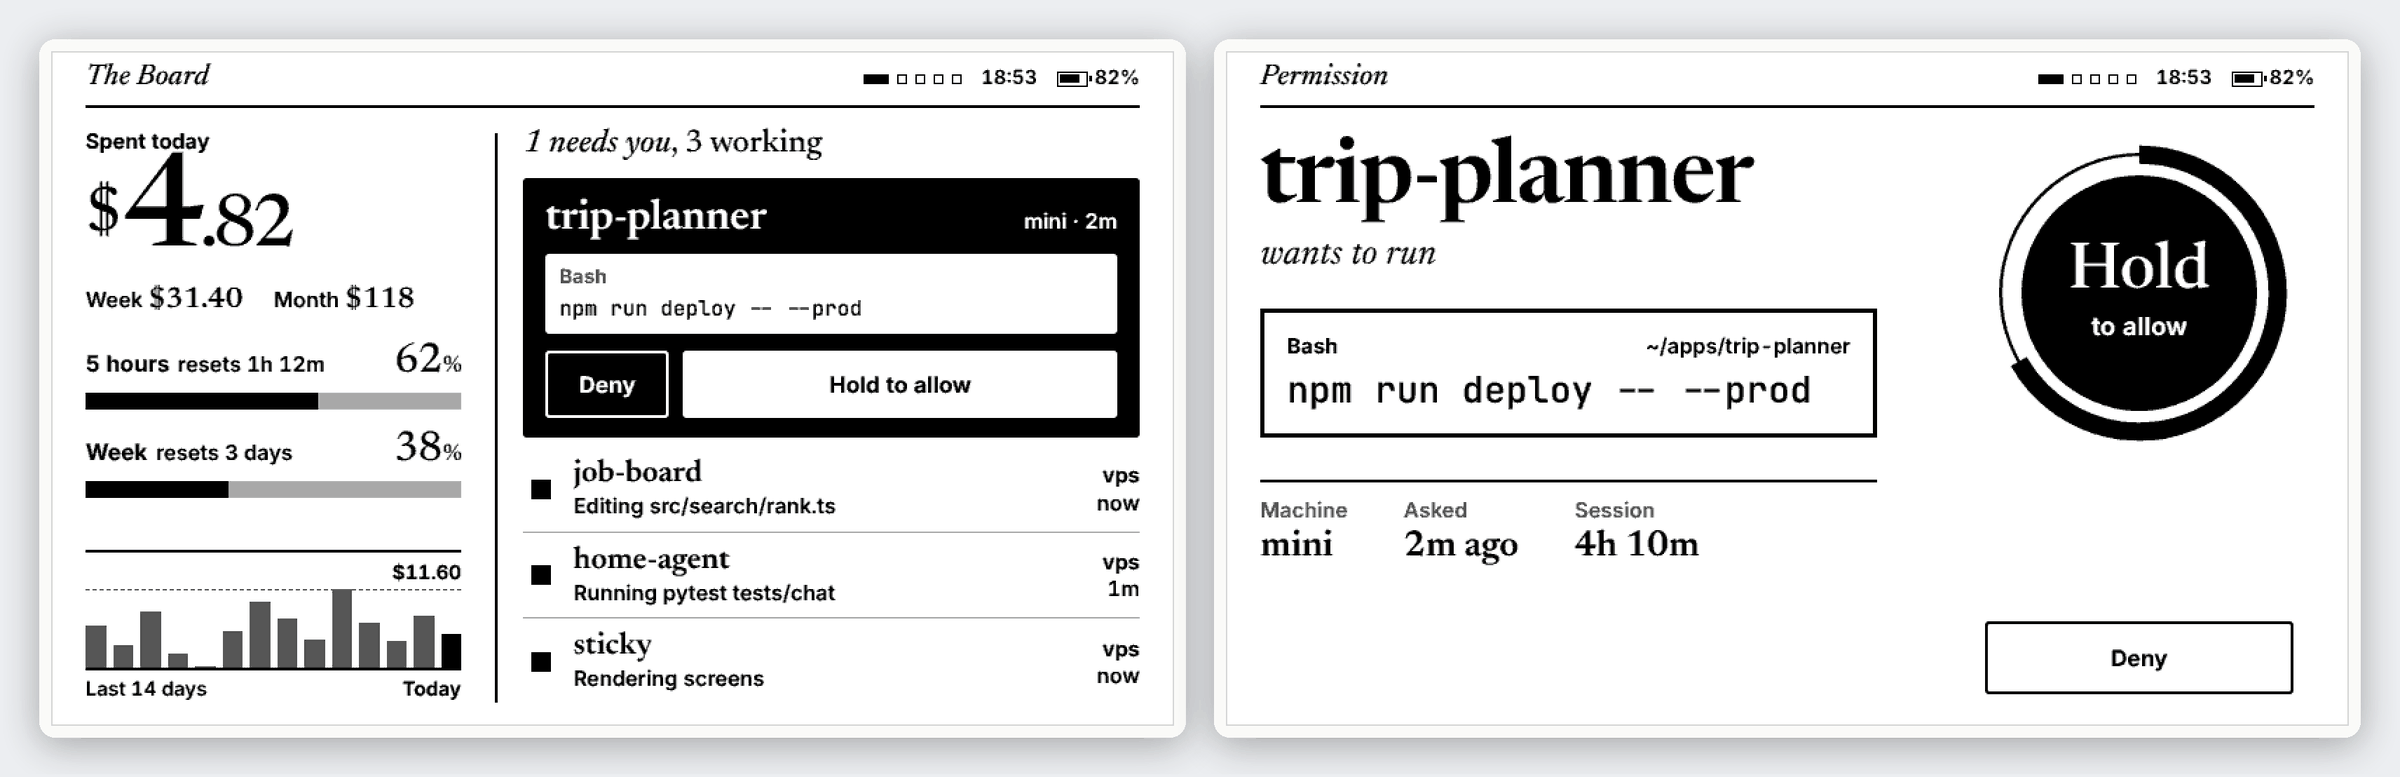 The Board
18:53 82%
Spent today
$4.82
Week $31.40 Month $118
5 hours resets 1h 12m 62%
Week resets 3 days 38%
$11.60
Last 14 days Today
1 needs you, 3 working
trip-planner mini · 2m
Bash
npm run deploy -- --prod
Deny Hold to allow
job-board vps
Editing src/search/rank.ts now
home-agent vps
Running pytest tests/chat 1m
sticky vps
Rendering screens now
Permission
18:53 82%
trip-planner
wants to run
Bash ~/apps/trip-planner
npm run deploy -- --prod
Machine Asked Session
mini 2m ago 4h 10m
Hold
to allow
Deny